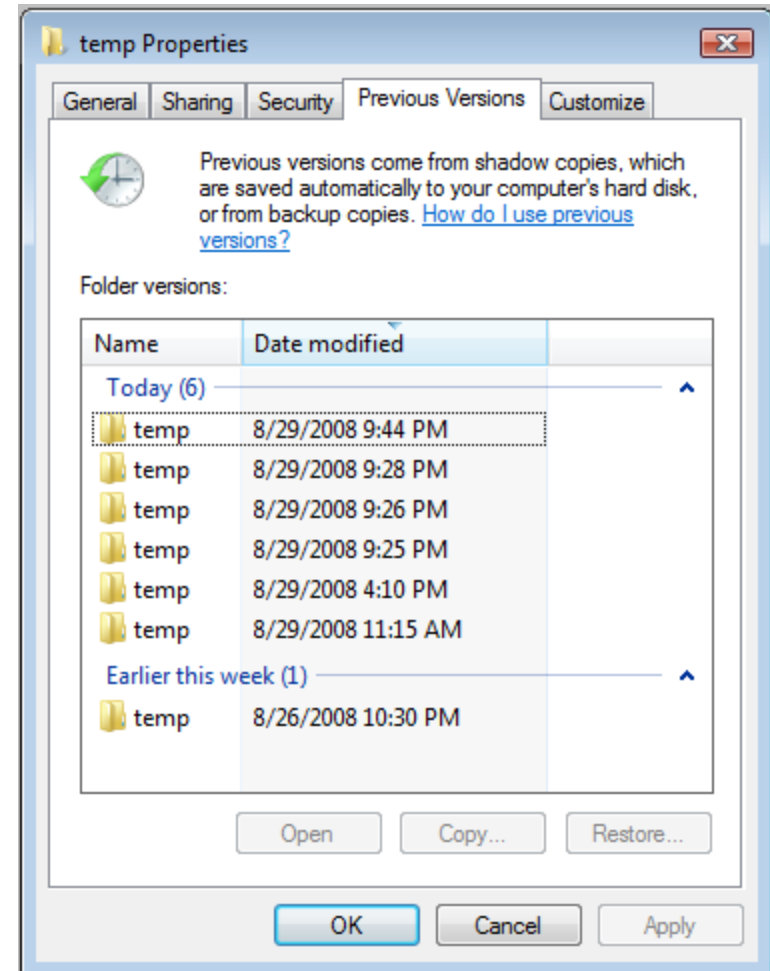 temp Properties
General Sharing Security Previous Versions Customize
Previous versions come from shadow copies, which
are saved automatically to your computer's hard disk,
or from backup copies. How do I use previous
versions?
Folder versions:
Name Date modified
Today (6)
temp 8/29/2008 9:44 PM
temp 8/29/2008 9:28 PM
temp 8/29/2008 9:26 PM
temp 8/29/2008 9:25 PM
temp 8/29/2008 4:10 PM
temp 8/29/2008 11:15 AM
Earlier this week (1)
temp 8/26/2008 10:30 PM
Open Copy... Restore...
OK Cancel Apply